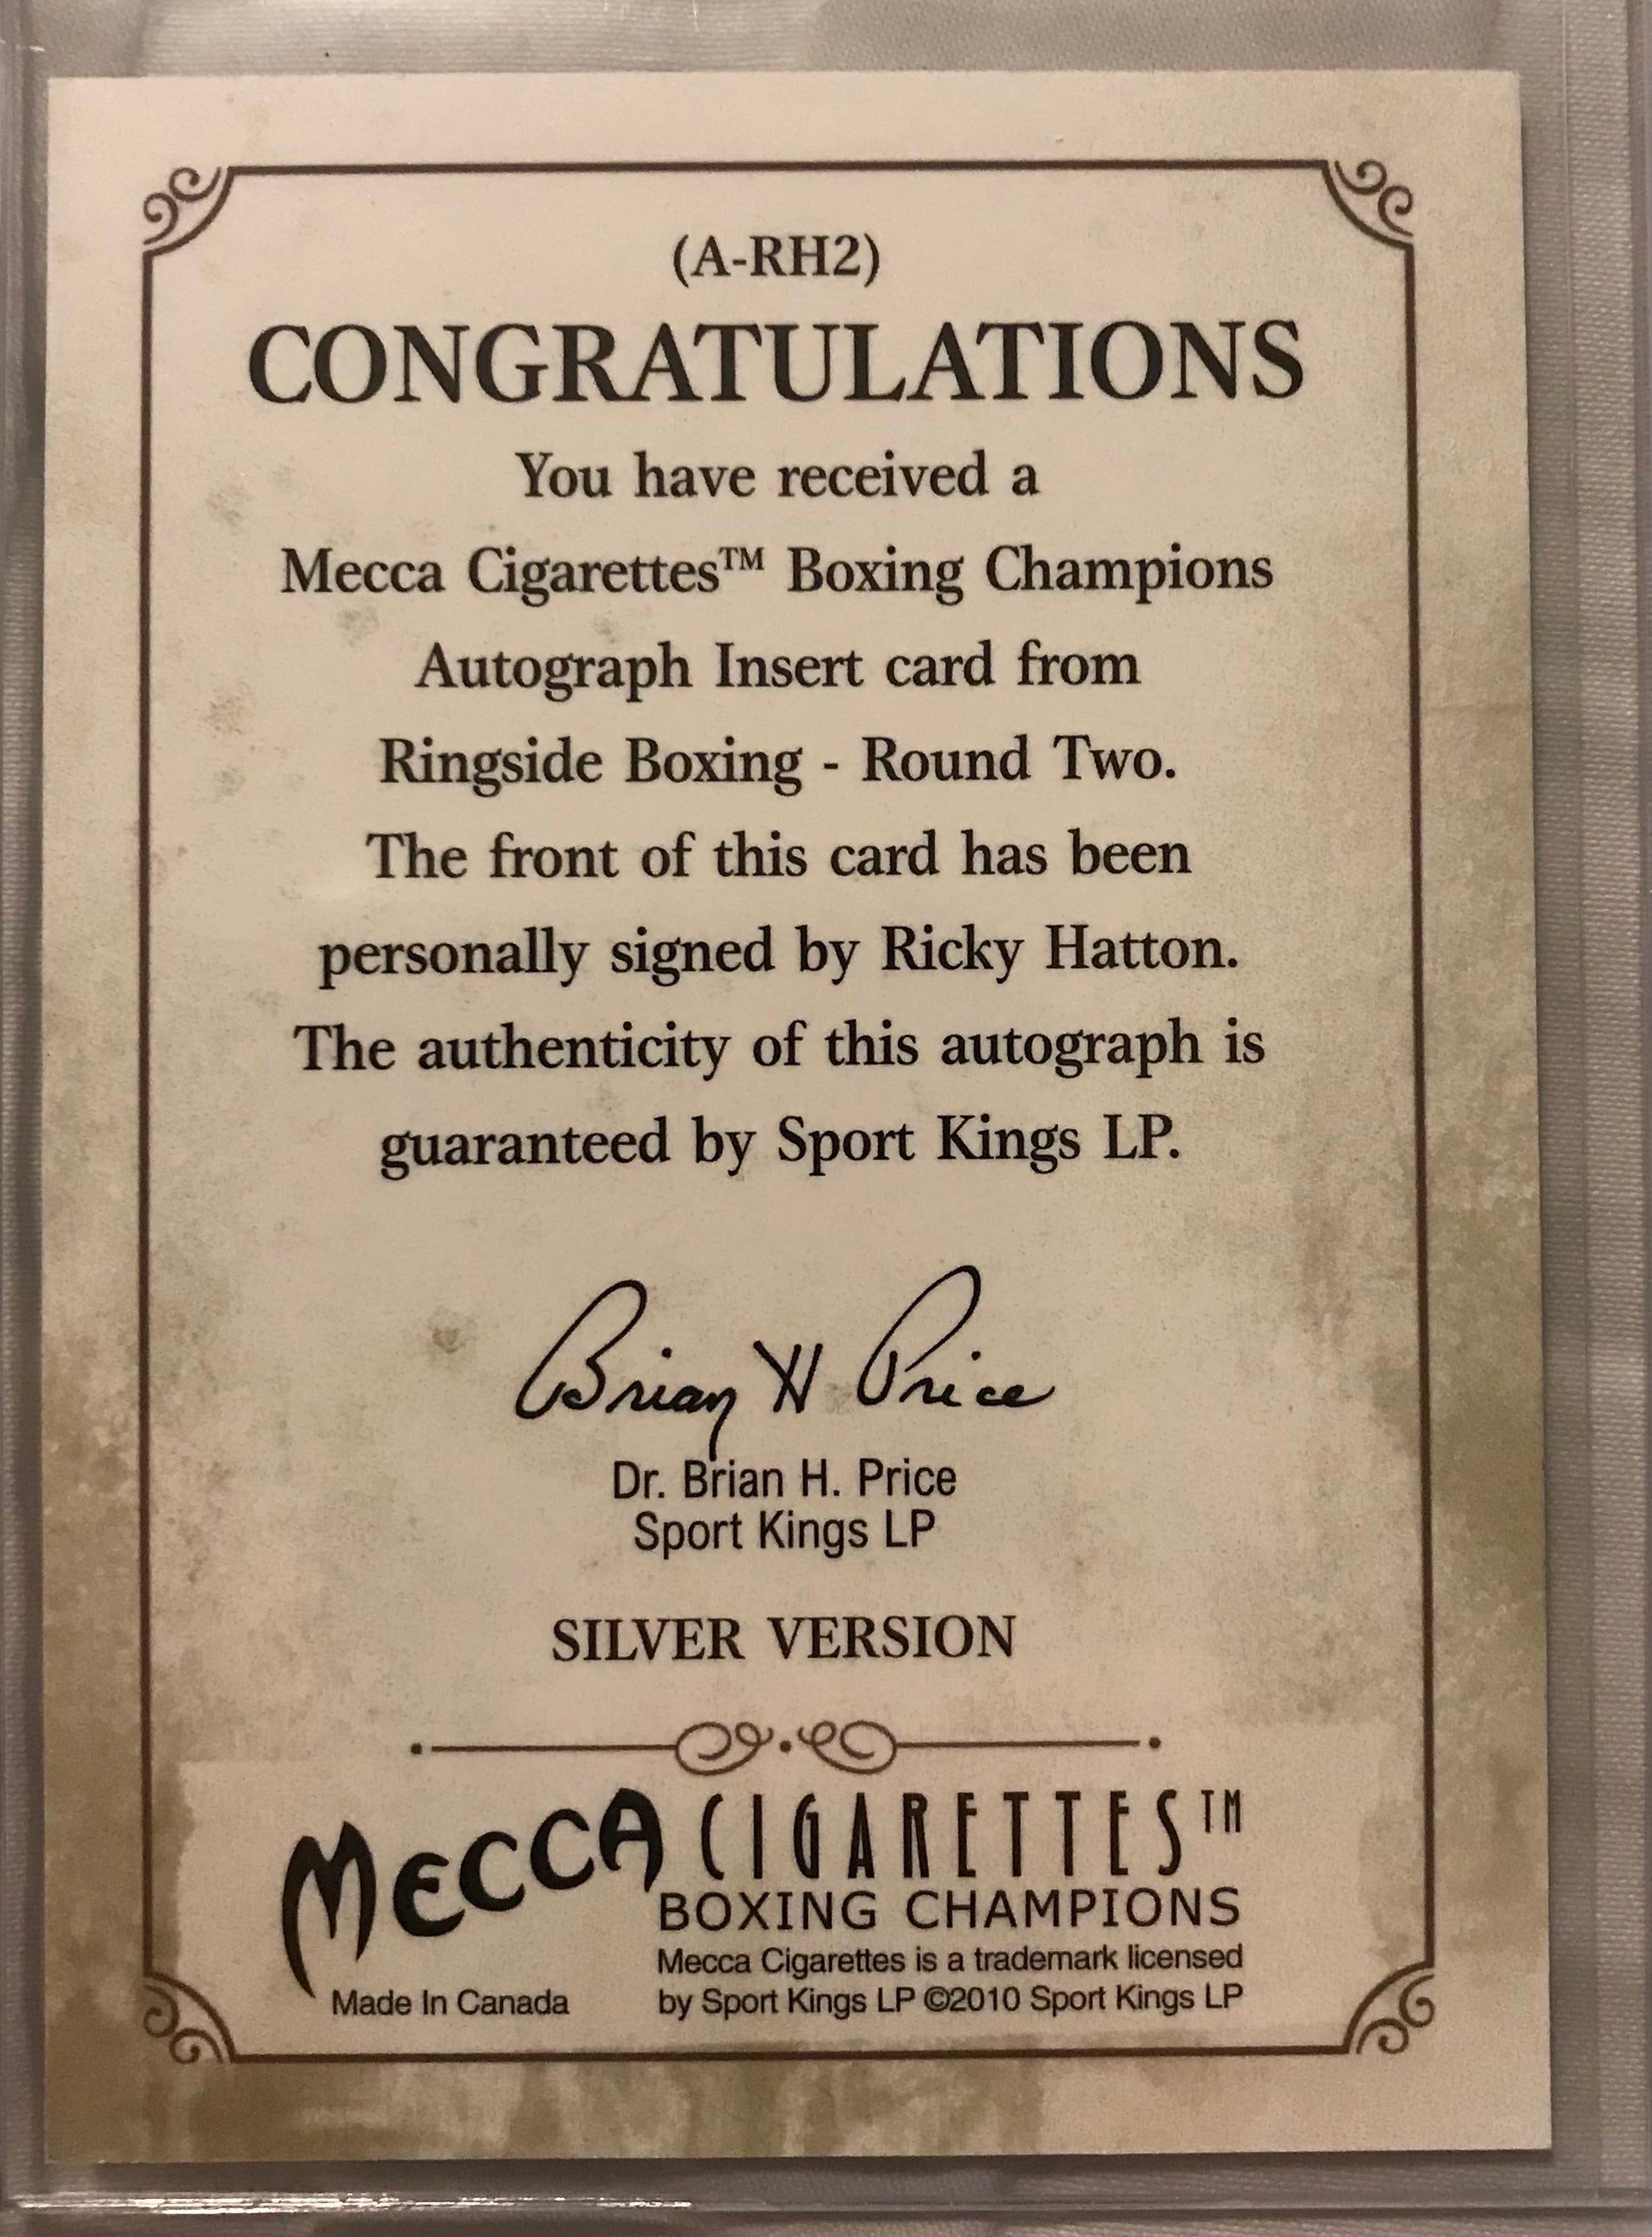 (A-RH2)
CONGRATULATIONS
You have received a
Mecca Cigarettes™ Boxing Champions
Autograph Insert card from
Ringside Boxing - Round Two.
The front of this card has been
personally signed by Ricky Hatton.
The authenticity of this autograph is
guaranteed by Sport Kings LP.
Brian H Price
Dr. Brian H. Price
Sport Kings LP
SILVER VERSION
MECCA CIGARETTES™
BOXING CHAMPIONS
Mecca Cigarettes is a trademark licensed
Made In Canada by Sport Kings LP ©2010 Sport Kings LP